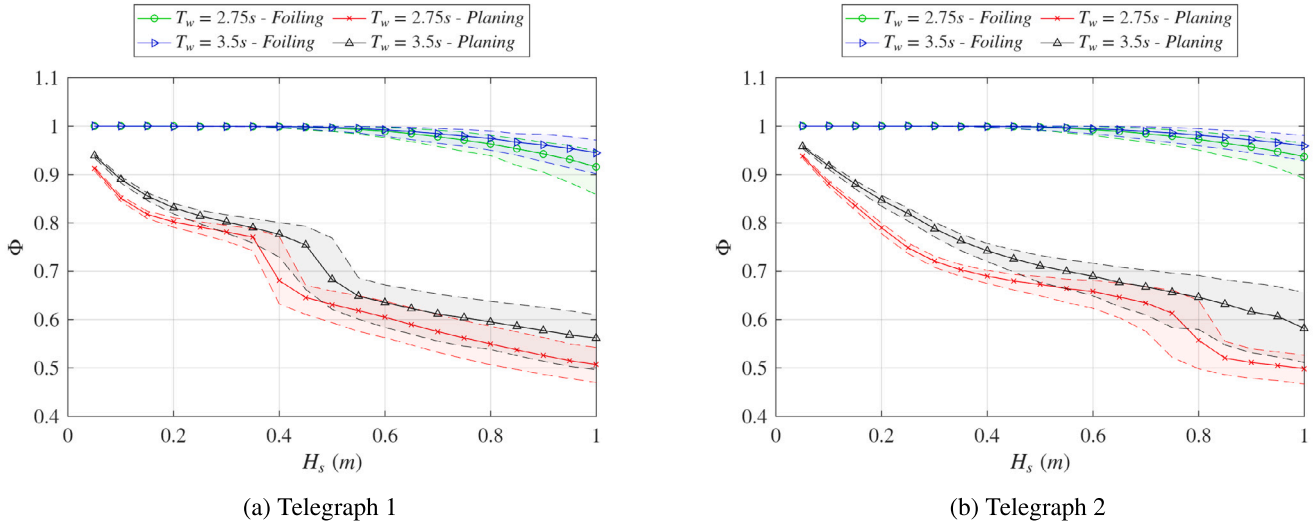 T_w = 2.75s - Foiling T_w = 2.75s - Planing
T_w = 3.5s - Foiling T_w = 3.5s - Planing
1.1
1
0.9
0.8
Φ
0.7
0.6
0.5
0.4
0 0.2 0.4 0.6 0.8 1
H_s (m)
(a) Telegraph 1
T_w = 2.75s - Foiling T_w = 2.75s - Planing
T_w = 3.5s - Foiling T_w = 3.5s - Planing
1.1
1
0.9
0.8
Φ
0.7
0.6
0.5
0.4
0 0.2 0.4 0.6 0.8 1
H_s (m)
(b) Telegraph 2